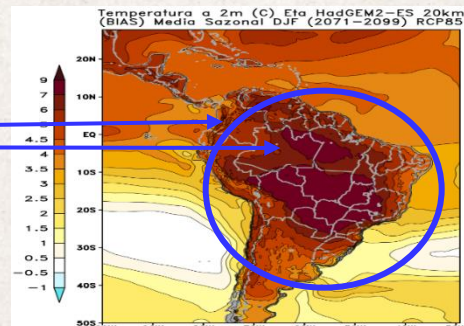 Temperatura a 2m (C) Eta HadGEM2-ES 20km
(BIAS) Media Sazonal DJF (2071-2099) RCP85
20N
10N
EQ
10S
20S
30S
40S
50S
9
7
5
4.5
4
3.5
3
2.5
2
1.5
1
0.5
-0.5
-1